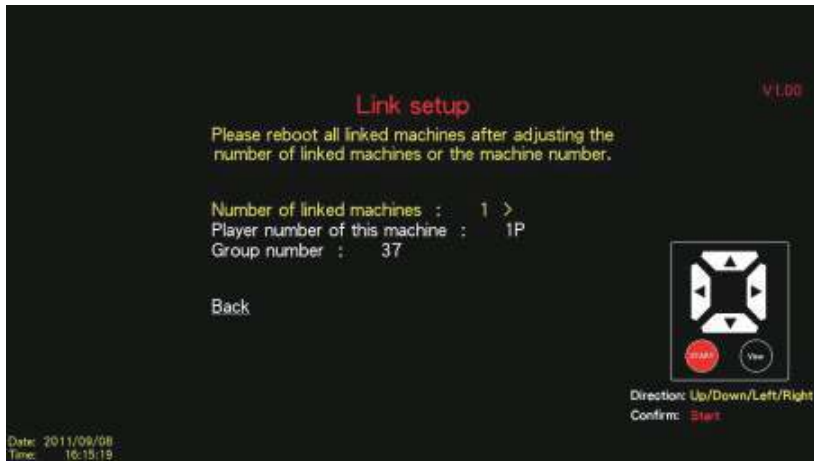 V1.00
Link setup
Please reboot all linked machines after adjusting the
number of linked machines or the machine number.
Number of linked machines : 1 >
Player number of this machine : 1P
Group number : 37
Back
START View
Direction: Up/Down/Left/Right
Confirm: Start
Date: 2011/09/08
Time: 16:15:19